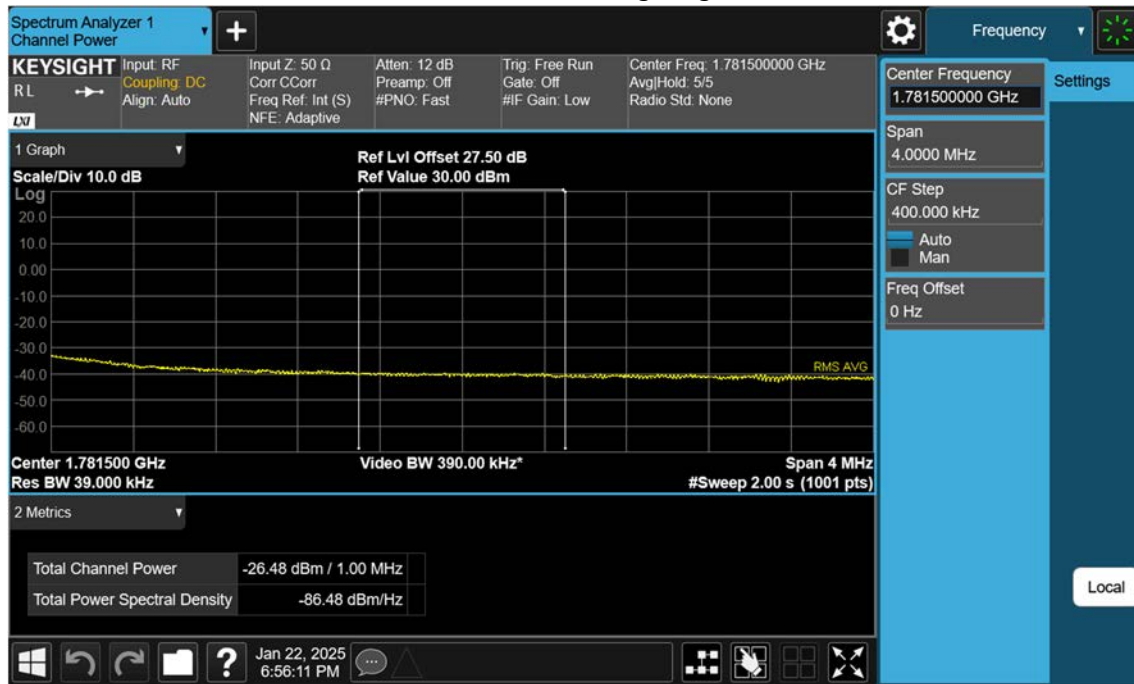 Spectrum Analyzer 1
Channel Power
Frequency
KEYSIGHT
R L
LXI
Input: RF
Coupling: DC
Align: Auto
Input Z: 50 Ω
Corr CCorr
Freq Ref: Int (S)
NFE: Adaptive
Atten: 12 dB
Preamp: Off
#PNO: Fast
Trig: Free Run
Gate: Off
#IF Gain: Low
Center Freq: 1.781500000 GHz
Avg|Hold: 5/5
Radio Std: None
Center Frequency
1.781500000 GHz
Settings
Span
4.0000 MHz
CF Step
400.000 kHz
Auto
Man
Freq Offset
0 Hz
1 Graph
Scale/Div 10.0 dB
Ref Lvl Offset 27.50 dB
Ref Value 30.00 dBm
Log
20.0
10.0
0.00
-10.0
-20.0
-30.0
-40.0
-50.0
-60.0
RMS AVG
Center 1.781500 GHz
Video BW 390.00 kHz*
Span 4 MHz
Res BW 39.000 kHz
#Sweep 2.00 s (1001 pts)
2 Metrics
Total Channel Power -26.48 dBm / 1.00 MHz
Total Power Spectral Density -86.48 dBm/Hz
Local
?
Jan 22, 2025
6:56:11 PM